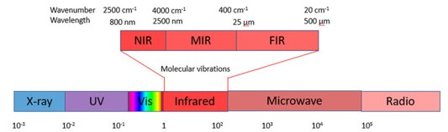 Wavenumber 2500 cm⁻¹ 4000 cm⁻¹ 400 cm⁻¹ 20 cm⁻¹
Wavelength 800 nm 2500 nm 25 µm 500 µm
NIR MIR FIR
Molecular vibrations
X-ray UV Vis Infrared Microwave Radio
10⁻³ 10⁻² 10⁻¹ 1 10² 10³ 10⁴ 10⁵